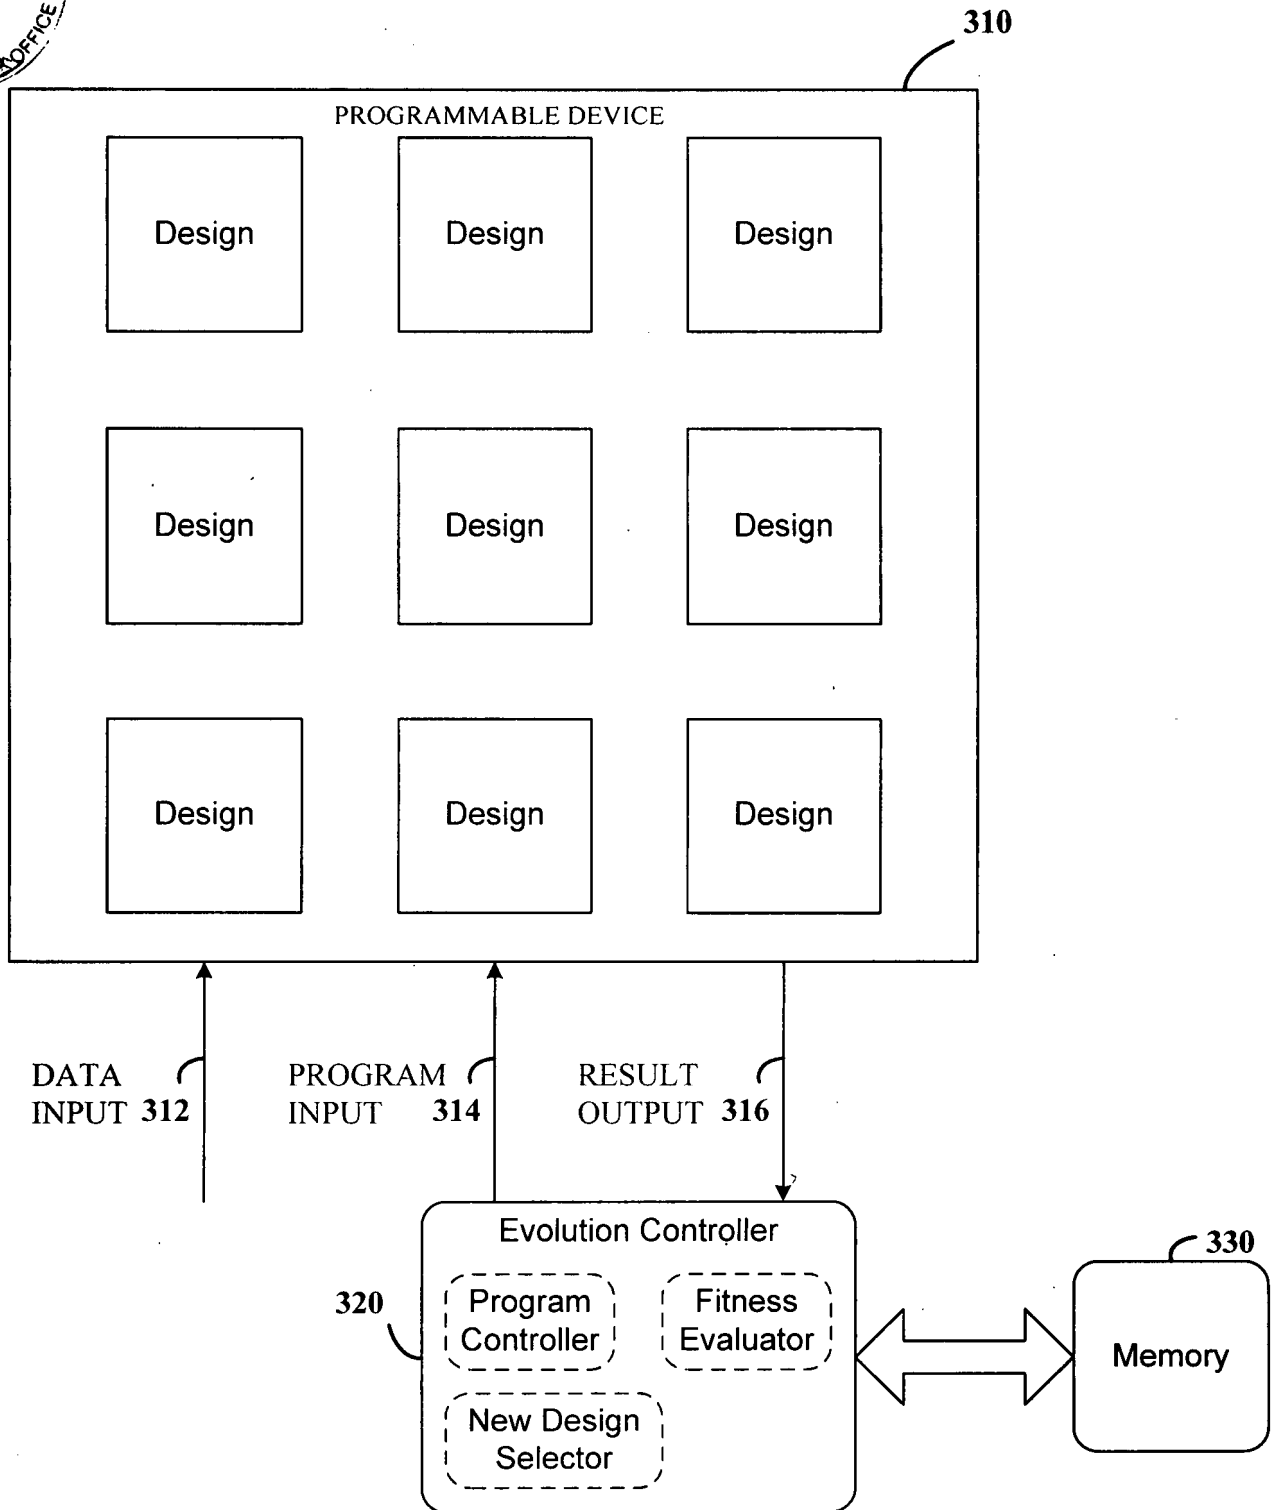 OFFICE
310
PROGRAMMABLE DEVICE
Design
Design
Design
Design
Design
Design
Design
Design
Design
DATA
INPUT 312
PROGRAM
INPUT 314
RESULT
OUTPUT 316
Evolution Controller
320
Program
Controller
Fitness
Evaluator
New Design
Selector
330
Memory